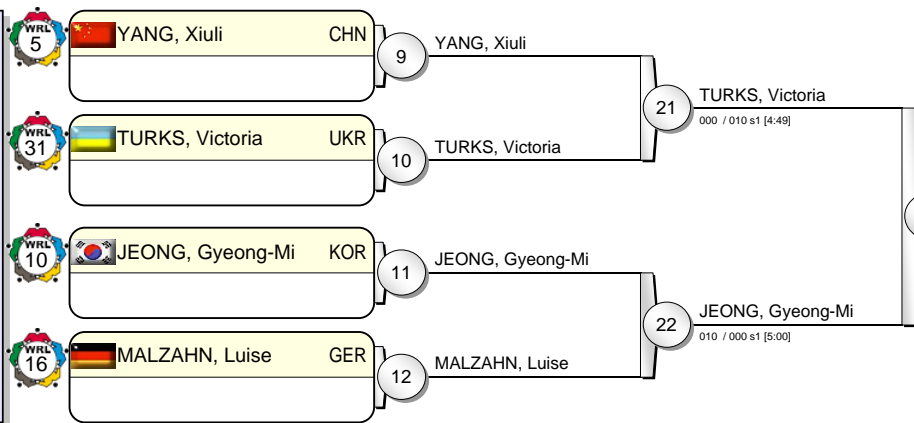 WRL
5
YANG, Xiuli CHN
9
YANG, Xiuli
WRL
31
TURKS, Victoria UKR
10
TURKS, Victoria
21
TURKS, Victoria
000 / 010 s1 [4:49]
WRL
10
JEONG, Gyeong-Mi KOR
11
JEONG, Gyeong-Mi
WRL
16
MALZAHN, Luise GER
12
MALZAHN, Luise
22
JEONG, Gyeong-Mi
010 / 000 s1 [5:00]